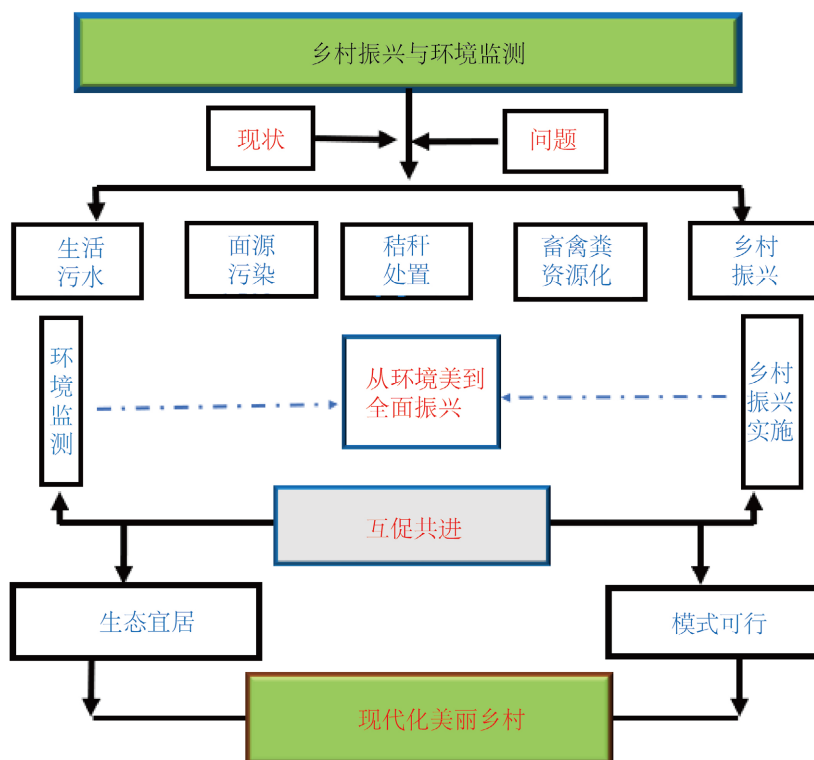 乡村振兴与环境监测
现状
问题
生活
污水
面源
污染
秸秆
处置
畜禽粪
资源化
乡村
振兴
环境监测
从环境美到
全面振兴
乡村
振兴
实施
互促共进
生态宜居
模式可行
现代化美丽乡村